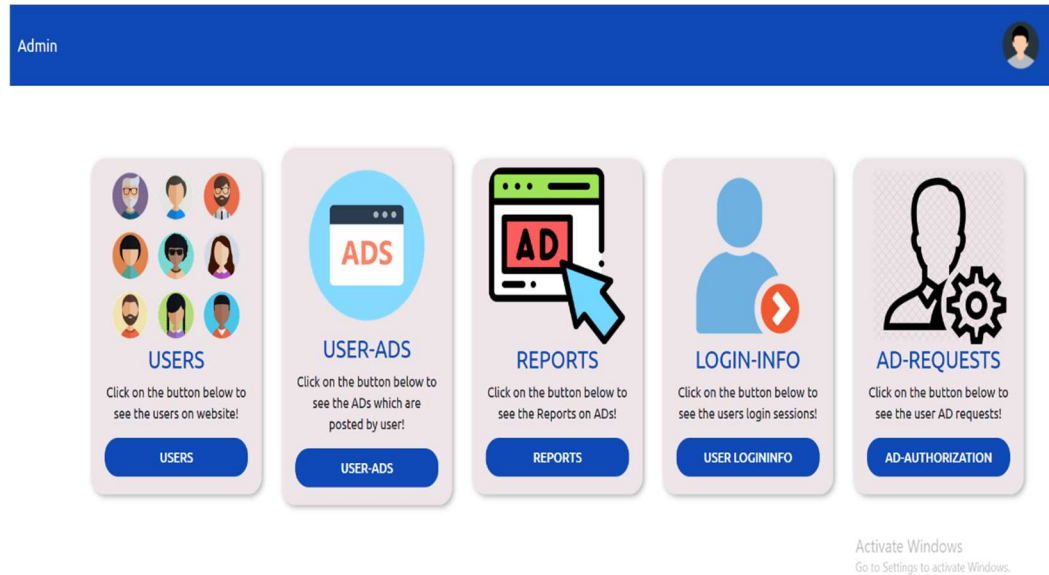 Admin
USERS
Click on the button below to
see the users on website!
USERS
ADS
USER-ADS
Click on the button below to
see the ADs which are
posted by user!
USER-ADS
AD
REPORTS
Click on the button below to
see the Reports on ADs!
REPORTS
LOGIN-INFO
Click on the button below to
see the users login sessions!
USER LOGININFO
AD-REQUESTS
Click on the button below to
see the user AD requests!
AD-AUTHORIZATION
Activate Windows
Go to Settings to activate Windows.